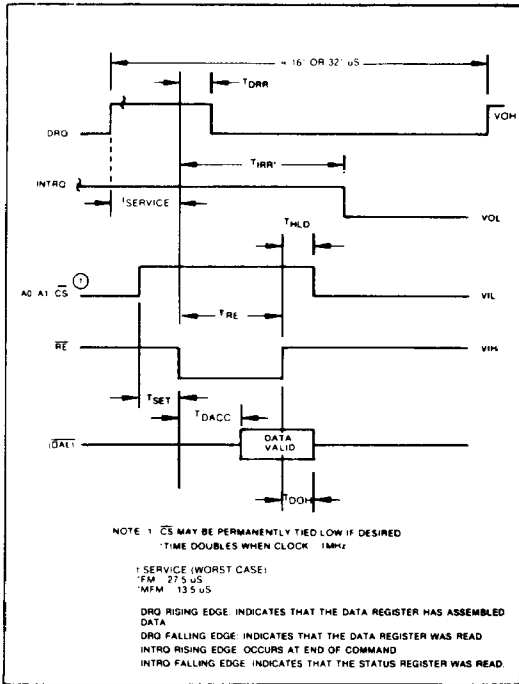 ≈ 16* OR 32* uS
TDRR
VOH
DRQ
TIRR*
INTRQ
tSERVICE
VOL
THLD
1
A0 A1 CS
VIL
TRE
RE
VIH
TSET
TDACC
(DAL)
DATA
VALID
TDOH
NOTE 1 CS MAY BE PERMANENTLY TIED LOW IF DESIRED
*TIME DOUBLES WHEN CLOCK 1MHz
t SERVICE (WORST CASE)
*FM 27 5 uS
*MFM 13.5 uS
DRQ RISING EDGE: INDICATES THAT THE DATA REGISTER HAS ASSEMBLED
DATA
DRQ FALLING EDGE: INDICATES THAT THE DATA REGISTER WAS READ
INTRQ RISING EDGE OCCURS AT END OF COMMAND
INTRQ FALLING EDGE INDICATES THAT THE STATUS REGISTER WAS READ.